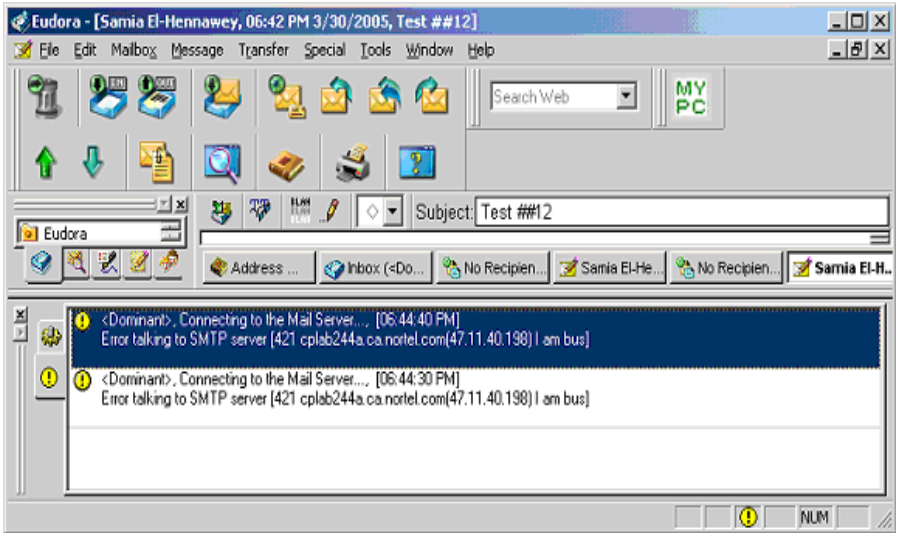 Eudora - [Samia El-Hennawey, 06:42 PM 3/30/2005, Test ##12]
File Edit Mailbox Message Transfer Special Tools Window Help
IN OUT
Search Web
MY
PC
Subject: Test ##12
Eudora
Address ... Inbox (<Do... No Recipien... Samia El-He... No Recipien... Samia El-H..
<Dominant>, Connecting to the Mail Server..., [06:44:40 PM]
Error talking to SMTP server [421 cplab244a.ca.nortel.com(47.11.40.198) I am bus]
<Dominant>, Connecting to the Mail Server..., [06:44:30 PM]
Error talking to SMTP server [421 cplab244a.ca.nortel.com(47.11.40.198) I am bus]
NUM